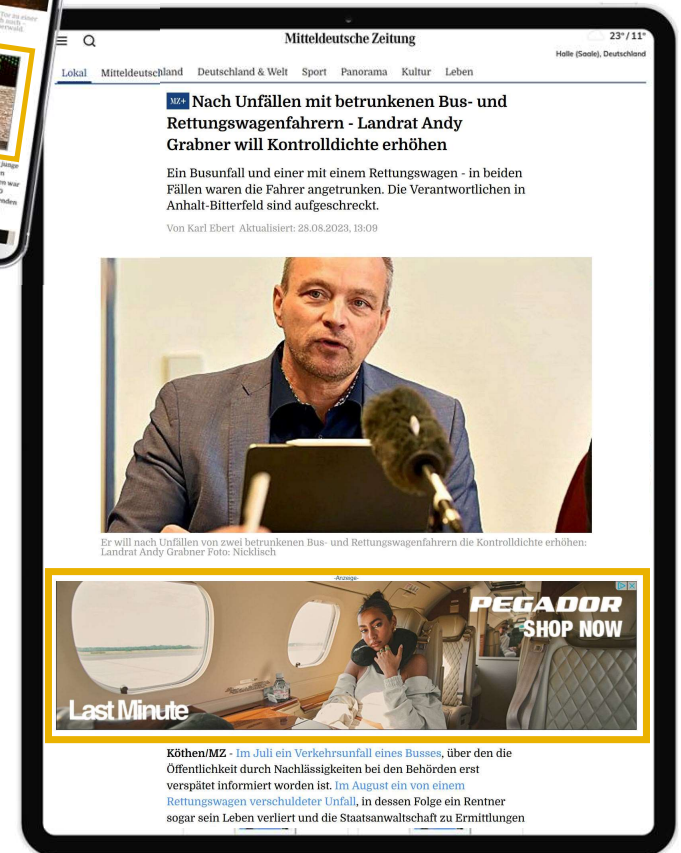 Mitteldeutsche Zeitung
23°/11°
Halle (Saale), Deutschland
Lokal Mitteldeutschland Deutschland & Welt Sport Panorama Kultur Leben
MZ+ Nach Unfällen mit betrunkenen Bus- und
Rettungswagenfahrern - Landrat Andy
Grabner will Kontrolldichte erhöhen
Ein Busunfall und einer mit einem Rettungswagen - in beiden
Fällen waren die Fahrer angetrunken. Die Verantwortlichen in
Anhalt-Bitterfeld sind aufgeschreckt.
Von Karl Ebert Aktualisiert: 28.08.2023, 13:09
Er will nach Unfällen von zwei betrunkenen Bus- und Rettungswagenfahrern die Kontrolldichte erhöhen:
Landrat Andy Grabner Foto: Nicklisch
-Anzeige-
PEGADOR
SHOP NOW
Last Minute
Köthen/MZ - Im Juli ein Verkehrsunfall eines Busses, über den die
Öffentlichkeit durch Nachlässigkeiten bei den Behörden erst
verspätet informiert worden ist. Im August ein von einem
Rettungswagen verschuldeter Unfall, in dessen Folge ein Rentner
sogar sein Leben verliert und die Staatsanwaltschaft zu Ermittlungen